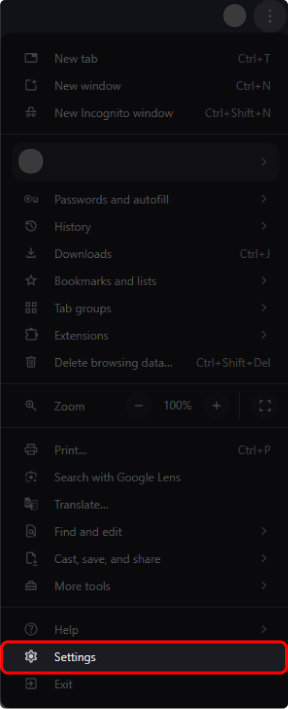 New tab Ctrl+T
New window Ctrl+N
New Incognito window Ctrl+Shift+N
Passwords and autofill
History
Downloads Ctrl+J
Bookmarks and lists
Tab groups
Extensions
Delete browsing data... Ctrl+Shift+Del
Zoom − 100% +
Print... Ctrl+P
Search with Google Lens
Translate...
Find and edit
Cast, save, and share
More tools
Help
Settings
Exit